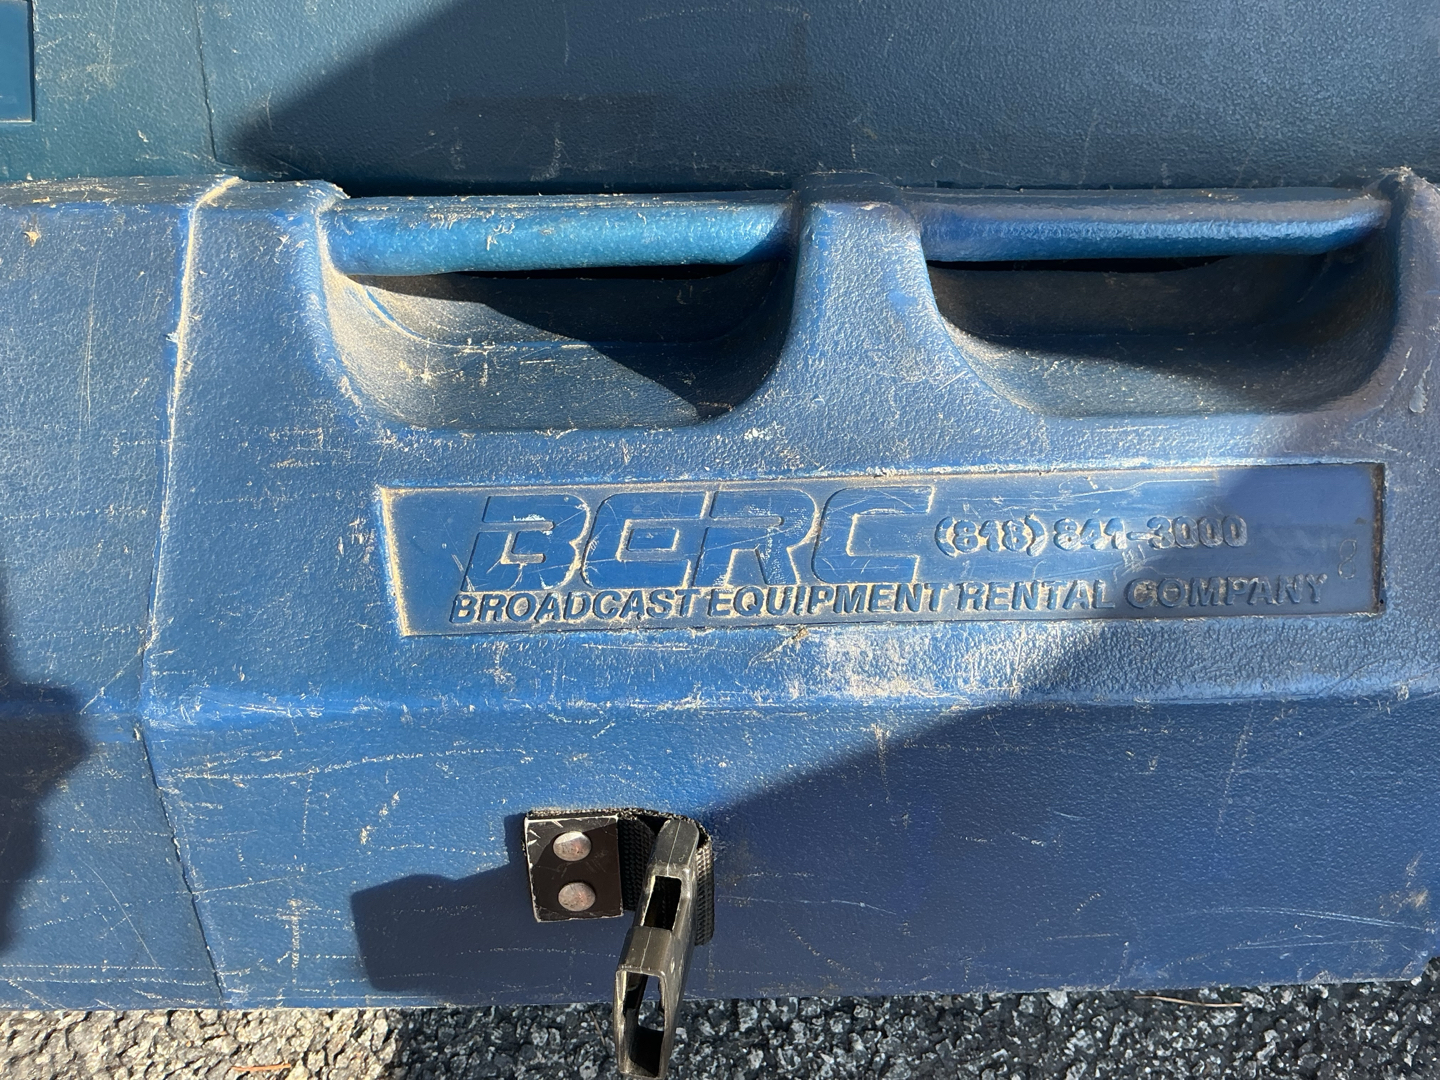 BERC (818) 841-3000
BROADCAST EQUIPMENT RENTAL COMPANY